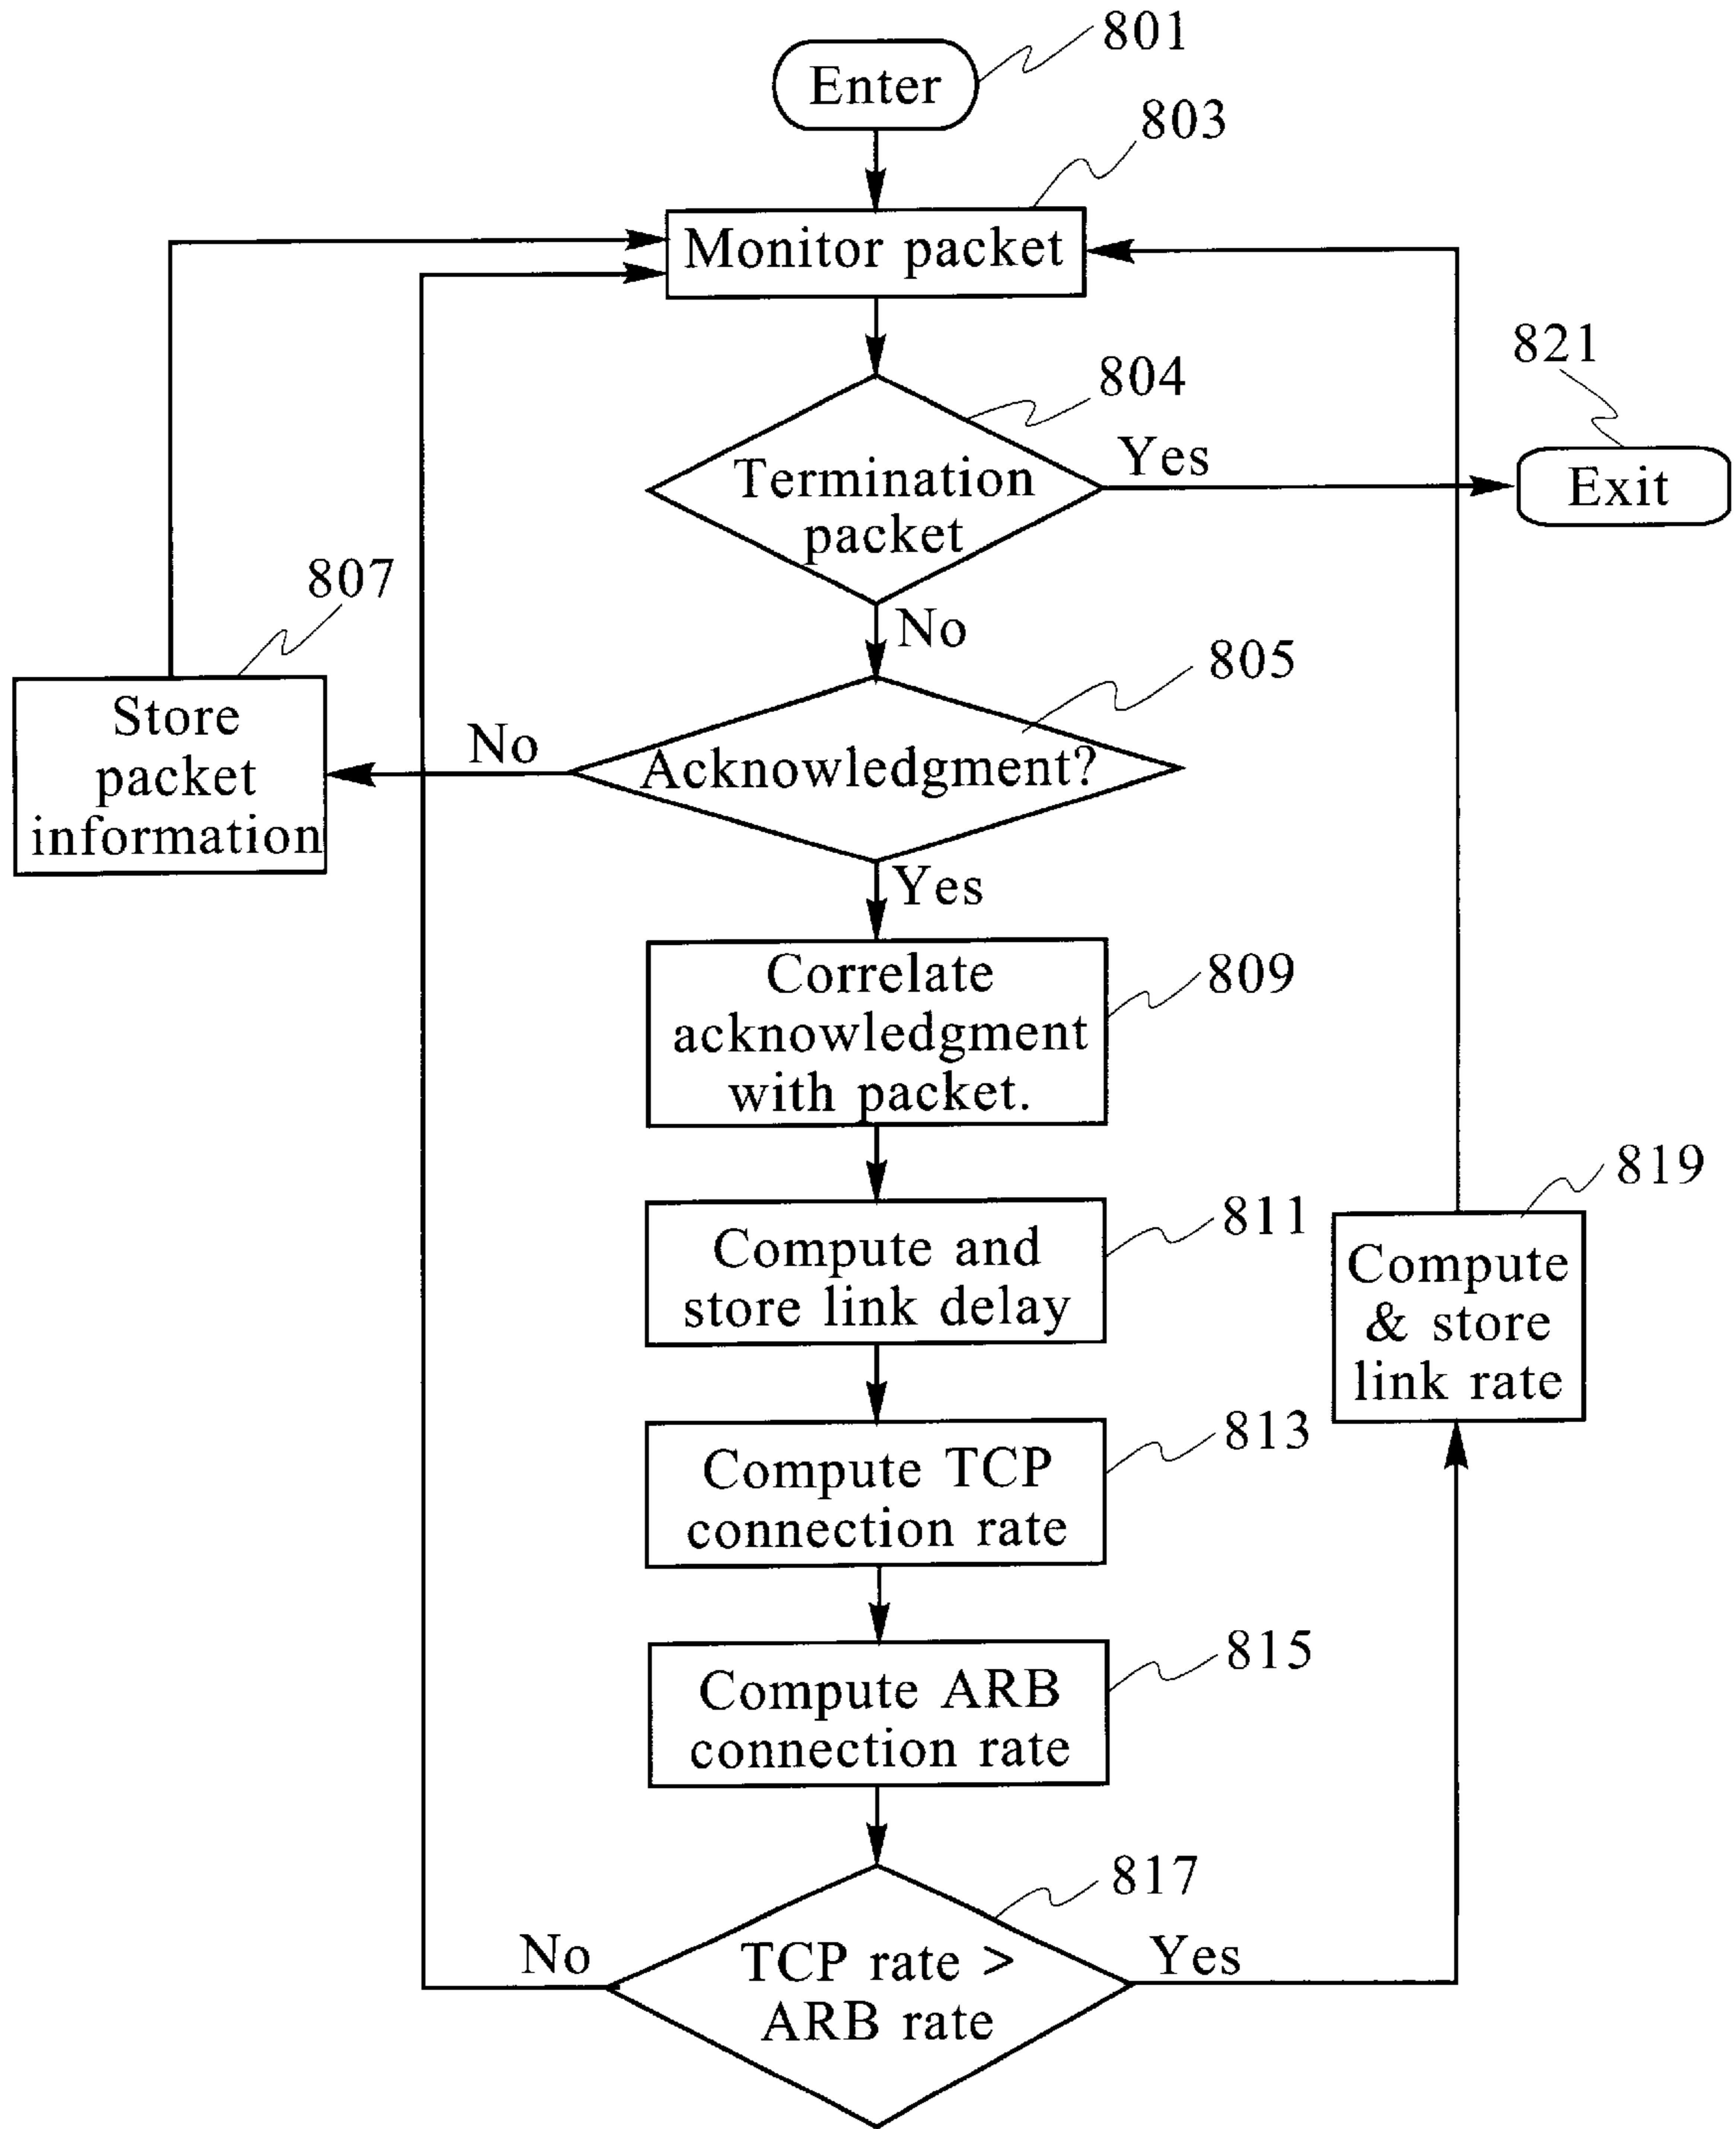 801
Enter
803
Monitor packet
821
804
Yes
Termination
packet
Exit
807
No
805
Store
packet
information
No
Acknowledgment?
Yes
Correlate
acknowledgment
with packet.
809
811
Compute and
store link delay
819
Compute
& store
link rate
813
Compute TCP
connection rate
815
Compute ARB
connection rate
817
No
TCP rate >
ARB rate
Yes